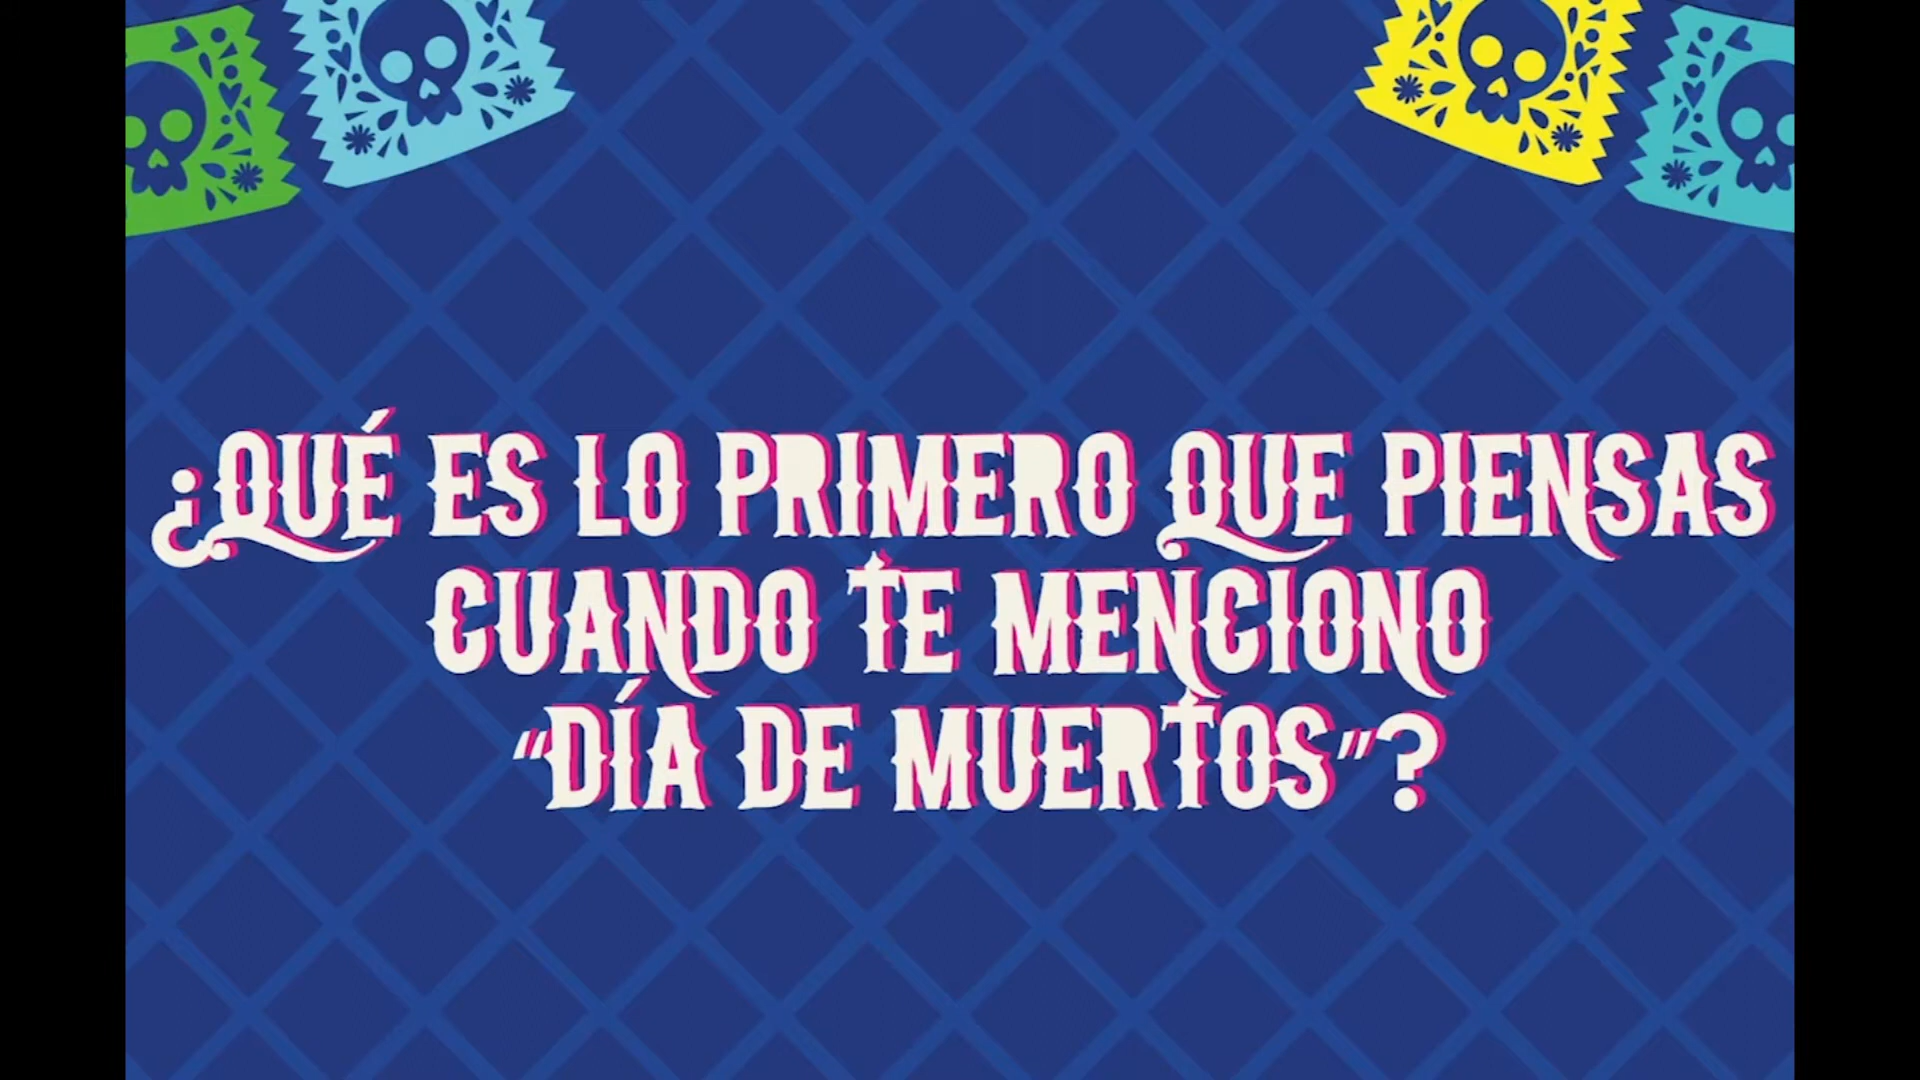 ¿QUÉ ES LO PRIMERO QUE PIENSAS
CUANDO TE MENCIONO
"DÍA DE MUERTOS"?